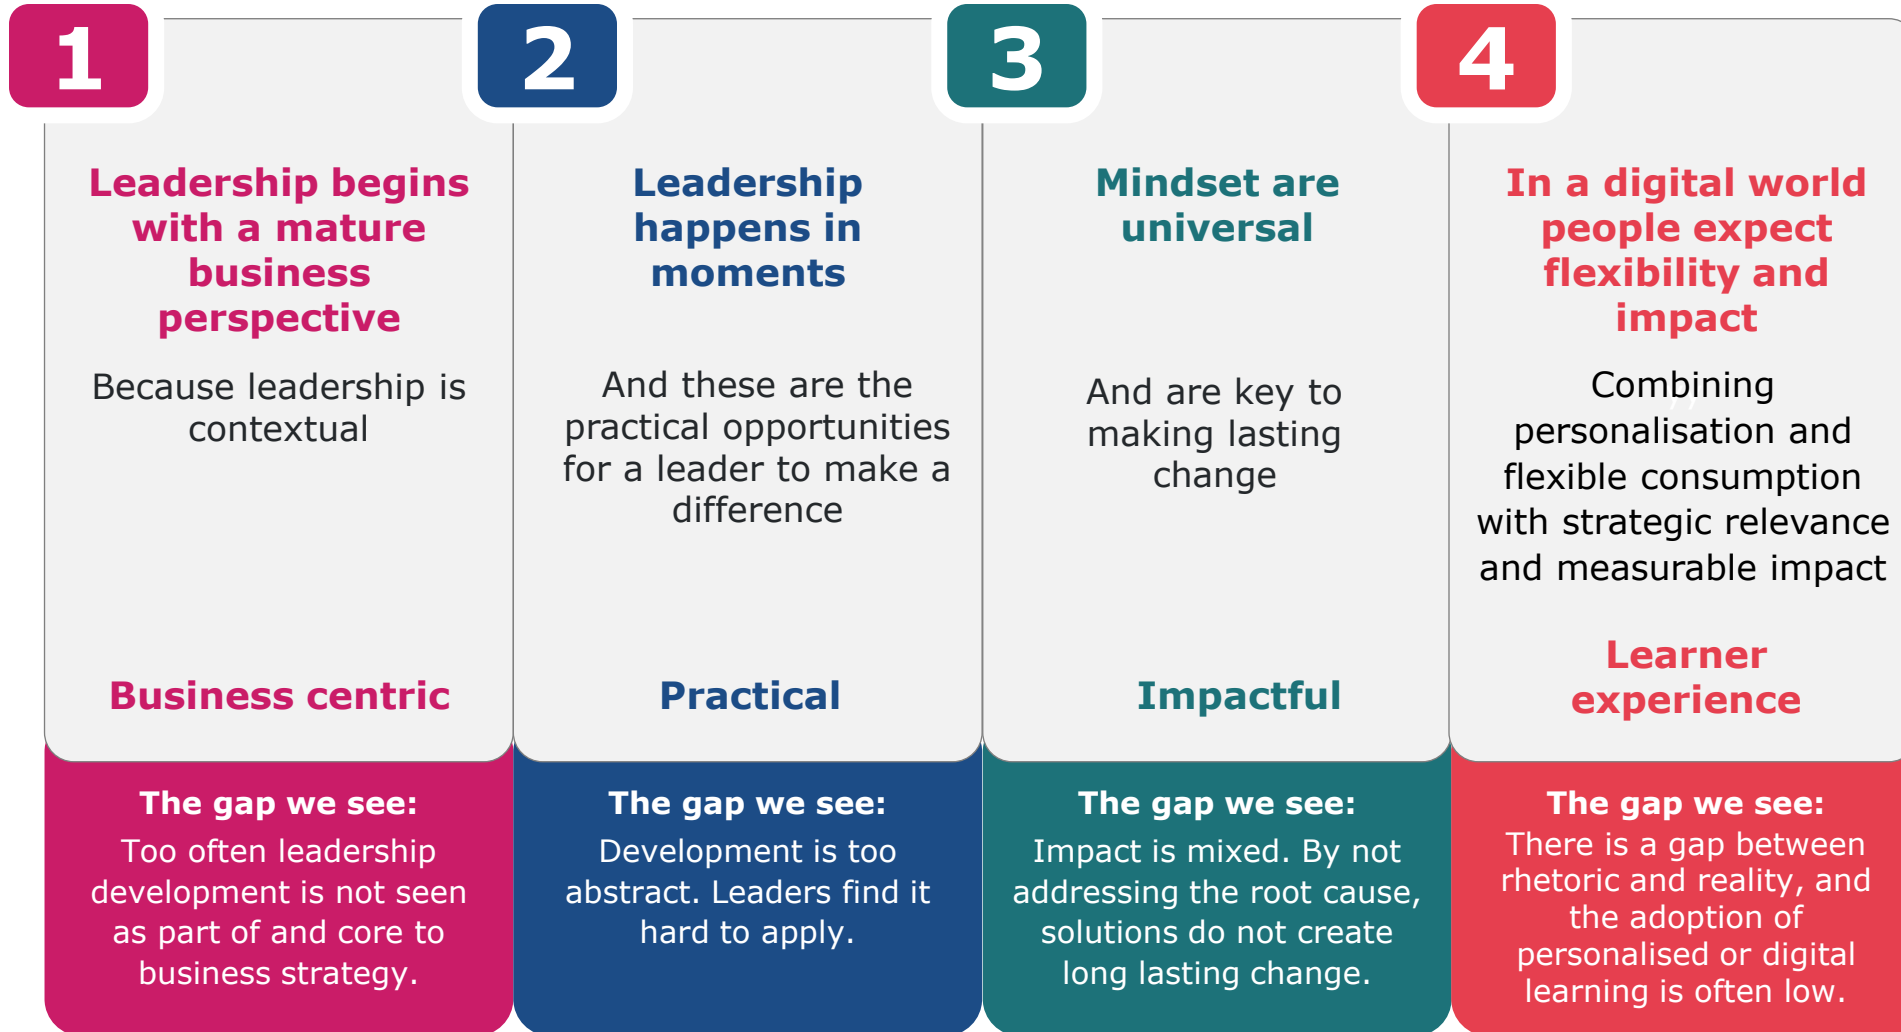 1
Leadership begins
with a mature
business
perspective
Because leadership is
contextual
Business centric
The gap we see:
Too often leadership
development is not seen
as part of and core to
business strategy.
2
Leadership
happens in
moments
And these are the
practical opportunities
for a leader to make a
difference
Practical
The gap we see:
Development is too
abstract. Leaders find it
hard to apply.
3
Mindset are
universal
And are key to
making lasting
change
Impactful
The gap we see:
Impact is mixed. By not
addressing the root cause,
solutions do not create
long lasting change.
4
In a digital world
people expect
flexibility and
impact
Combining
personalisation and
flexible consumption
with strategic relevance
and measurable impact
Learner
experience
The gap we see:
There is a gap between
rhetoric and reality, and
the adoption of
personalised or digital
learning is often low.